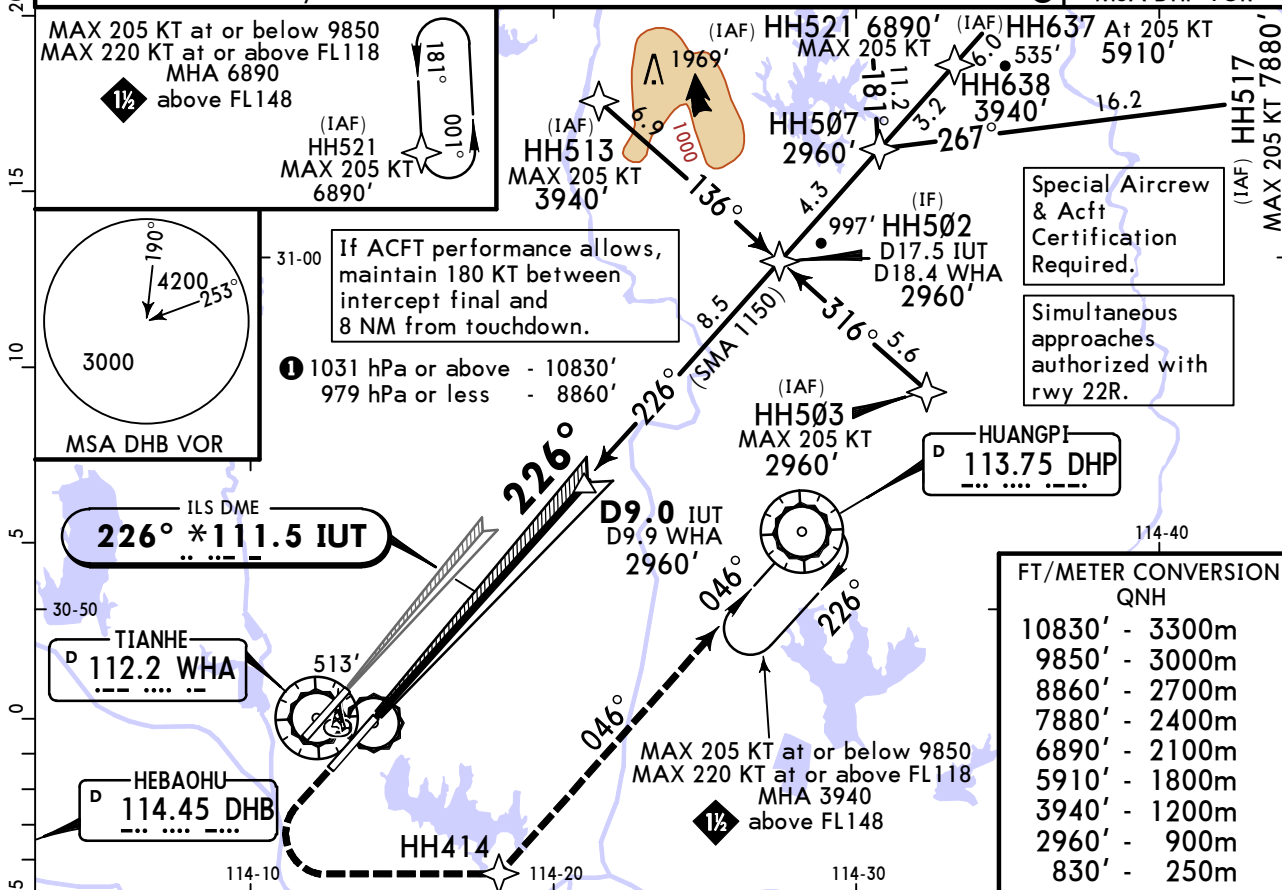 MSA DHP VOR
MAX 205 KT at or below 9850
MAX 220 KT at or above FL118
MHA 6890
1½ above FL148
181°
001°
(IAF)
HH521
MAX 205 KT
6890'
190°
4200
253°
3000
MSA DHB VOR
If ACFT performance allows,
maintain 180 KT between
intercept final and
8 NM from touchdown.
1 1031 hPa or above - 10830'
979 hPa or less - 8860'
1969'
1000
(IAF)
HH513
MAX 205 KT
3940'
6.9
136°
(IAF) HH521 6890'
MAX 205 KT
181°
11.2
(IAF) HH637 At 205 KT
5910'
6.0
535'
HH638
3940'
3.2
HH507
2960'
267°
16.2
(IAF) HH517
MAX 205 KT 7880'
4.3
997'
(IF)
HH502
D17.5 IUT
D18.4 WHA
2960'
Special Aircrew
& Acft
Certification
Required.
Simultaneous
approaches
authorized with
rwy 22R.
8.5
(SMA 1150)
226°
316°
5.6
(IAF)
HH503
MAX 205 KT
2960'
HUANGPI
D 113.75 DHP
226°
D9.0 IUT
D9.9 WHA
2960'
ILS DME
226° *111.5 IUT
TIANHE
D 112.2 WHA
513'
HEBAOHU
D 114.45 DHB
046°
226°
046°
HH414
MAX 205 KT at or below 9850
MAX 220 KT at or above FL118
MHA 3940
1½ above FL148
FT/METER CONVERSION
QNH
10830' - 3300m
9850' - 3000m
8860' - 2700m
7880' - 2400m
6890' - 2100m
5910' - 1800m
3940' - 1200m
2960' - 900m
830' - 250m
31-00
30-50
114-10
114-20
114-30
114-40
20
15
10
5
0
5